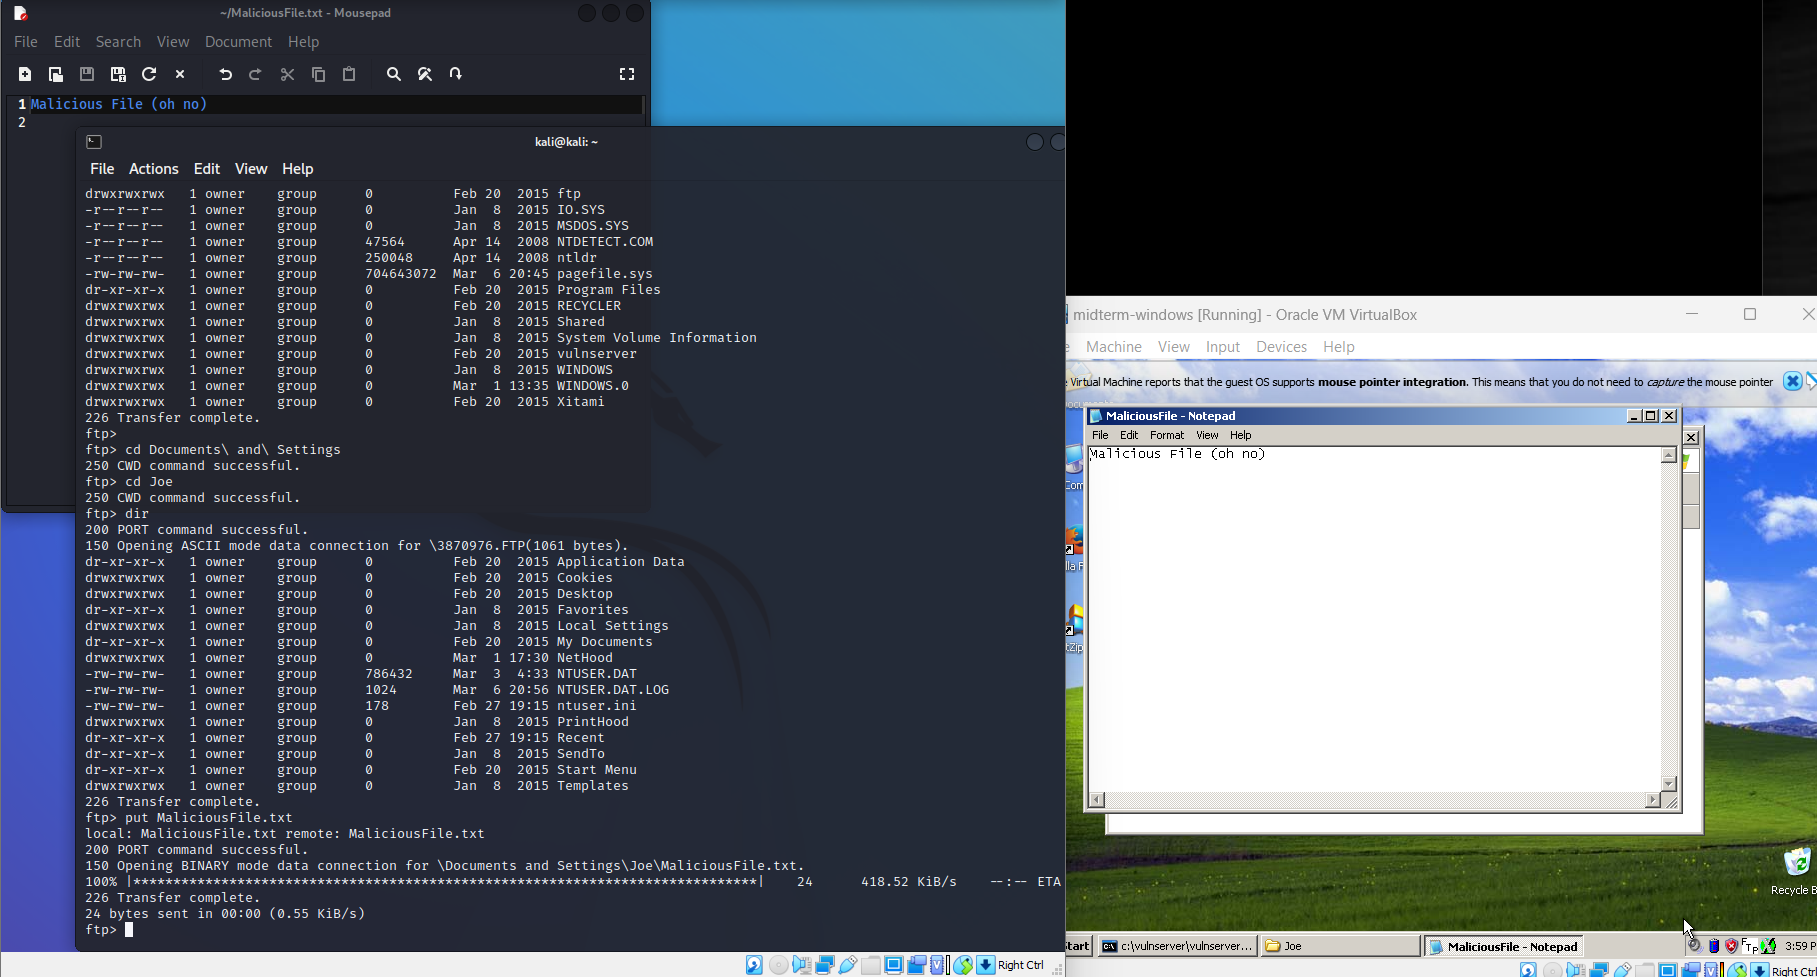 ~/MaliciousFile.txt - Mousepad
File Edit Search View Document Help
1 Malicious File (oh no)
2
kali@kali: ~
File Actions Edit View Help
drwxrwxrwx 1 owner group 0 Feb 20 2015 ftp
-r--r--r-- 1 owner group 0 Jan 8 2015 IO.SYS
-r--r--r-- 1 owner group 0 Jan 8 2015 MSDOS.SYS
-r--r--r-- 1 owner group 47564 Apr 14 2008 NTDETECT.COM
-r--r--r-- 1 owner group 250048 Apr 14 2008 ntldr
-rw-rw-rw- 1 owner group 704643072 Mar 6 20:45 pagefile.sys
dr-xr-xr-x 1 owner group 0 Feb 20 2015 Program Files
drwxrwxrwx 1 owner group 0 Feb 20 2015 RECYCLER
drwxrwxrwx 1 owner group 0 Jan 8 2015 Shared
drwxrwxrwx 1 owner group 0 Jan 8 2015 System Volume Information
drwxrwxrwx 1 owner group 0 Feb 20 2015 vulnserver
drwxrwxrwx 1 owner group 0 Jan 8 2015 WINDOWS
drwxrwxrwx 1 owner group 0 Mar 1 13:35 WINDOWS.0
drwxrwxrwx 1 owner group 0 Feb 20 2015 Xitami
226 Transfer complete.
ftp>
ftp> cd Documents\ and\ Settings
250 CWD command successful.
ftp> cd Joe
250 CWD command successful.
ftp> dir
200 PORT command successful.
150 Opening ASCII mode data connection for \3870976.FTP(1061 bytes).
dr-xr-xr-x 1 owner group 0 Feb 20 2015 Application Data
drwxrwxrwx 1 owner group 0 Feb 20 2015 Cookies
drwxrwxrwx 1 owner group 0 Feb 20 2015 Desktop
dr-xr-xr-x 1 owner group 0 Jan 8 2015 Favorites
drwxrwxrwx 1 owner group 0 Jan 8 2015 Local Settings
dr-xr-xr-x 1 owner group 0 Feb 20 2015 My Documents
drwxrwxrwx 1 owner group 0 Mar 1 17:30 NetHood
-rw-rw-rw- 1 owner group 786432 Mar 3 4:33 NTUSER.DAT
-rw-rw-rw- 1 owner group 1024 Mar 6 20:56 NTUSER.DAT.LOG
-rw-rw-rw- 1 owner group 178 Feb 27 19:15 ntuser.ini
drwxrwxrwx 1 owner group 0 Jan 8 2015 PrintHood
dr-xr-xr-x 1 owner group 0 Feb 27 19:15 Recent
dr-xr-xr-x 1 owner group 0 Jan 8 2015 SendTo
dr-xr-xr-x 1 owner group 0 Feb 20 2015 Start Menu
drwxrwxrwx 1 owner group 0 Jan 8 2015 Templates
226 Transfer complete.
ftp> put MaliciousFile.txt
local: MaliciousFile.txt remote: MaliciousFile.txt
200 PORT command successful.
150 Opening BINARY mode data connection for \Documents and Settings\Joe\MaliciousFile.txt.
100% |******************************************************************************| 24 418.52 KiB/s --:-- ETA
226 Transfer complete.
24 bytes sent in 00:00 (0.55 KiB/s)
ftp>
Right Ctrl
midterm-windows [Running] - Oracle VM VirtualBox
Machine View Input Devices Help
Virtual Machine reports that the guest OS supports mouse pointer integration. This means that you do not need to capture the mouse pointer
MaliciousFile - Notepad
File Edit Format View Help
Malicious File (oh no)
Recycle B
tart c:\vulnserver\vulnserver... Joe MaliciousFile - Notepad 3:59 P
Right Ctrl